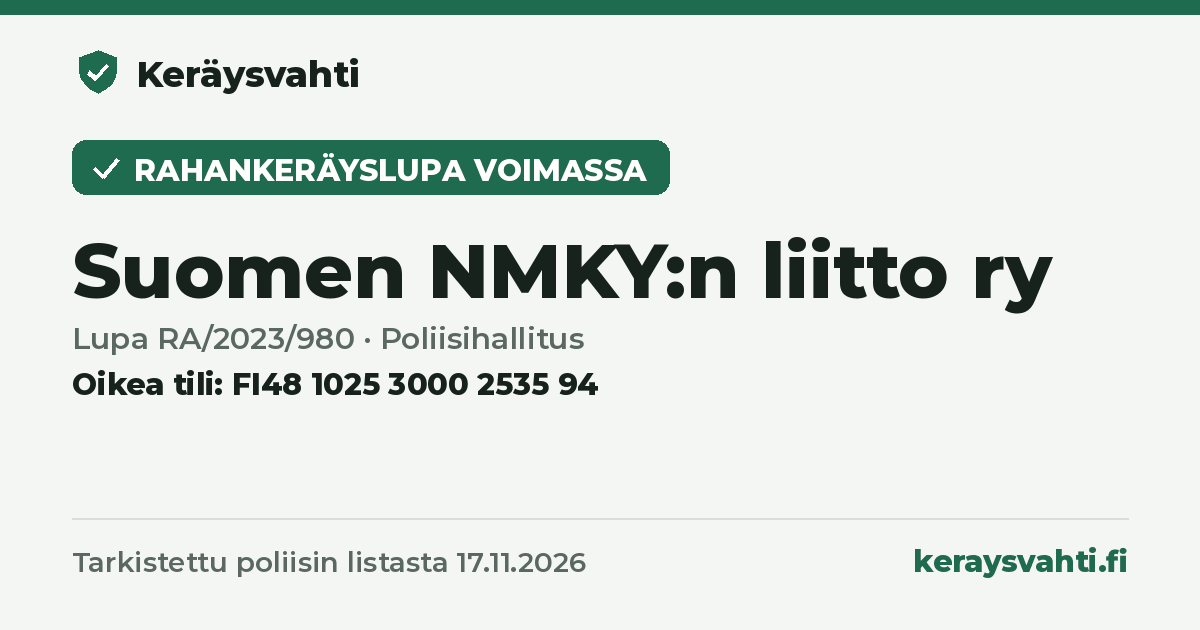 Keräysvahti
RAHANKERÄYSLUPA VOIMASSA
Suomen NMKY:n liitto ry
Lupa RA/2023/980 · Poliisihallitus
Oikea tili: FI48 1025 3000 2535 94
Tarkistettu poliisin listasta 17.11.2026
keraysvahti.fi